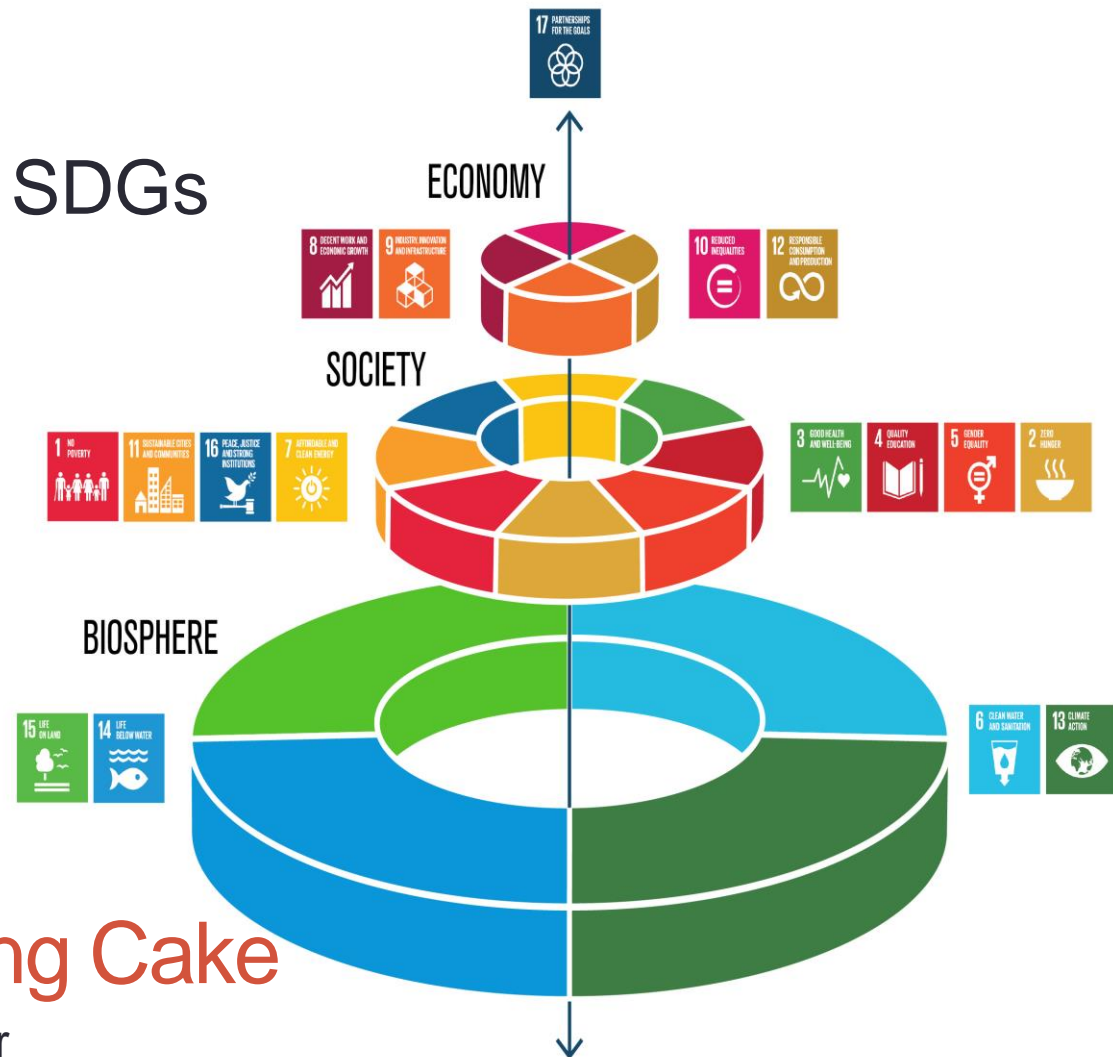 17 PARTNERSHIPS
FOR THE GOALS
SDGs
ECONOMY
8 DECENT WORK AND
ECONOMIC GROWTH
9 INDUSTRY, INNOVATION
AND INFRASTRUCTURE
10 REDUCED
INEQUALITIES
12 RESPONSIBLE
CONSUMPTION
AND PRODUCTION
SOCIETY
1 NO
POVERTY
11 SUSTAINABLE CITIES
AND COMMUNITIES
16 PEACE, JUSTICE
AND STRONG
INSTITUTIONS
7 AFFORDABLE AND
CLEAN ENERGY
3 GOOD HEALTH
AND WELL-BEING
4 QUALITY
EDUCATION
5 GENDER
EQUALITY
2 ZERO
HUNGER
BIOSPHERE
15 LIFE
ON LAND
14 LIFE
BELOW WATER
6 CLEAN WATER
AND SANITATION
13 CLIMATE
ACTION
ng Cake
r